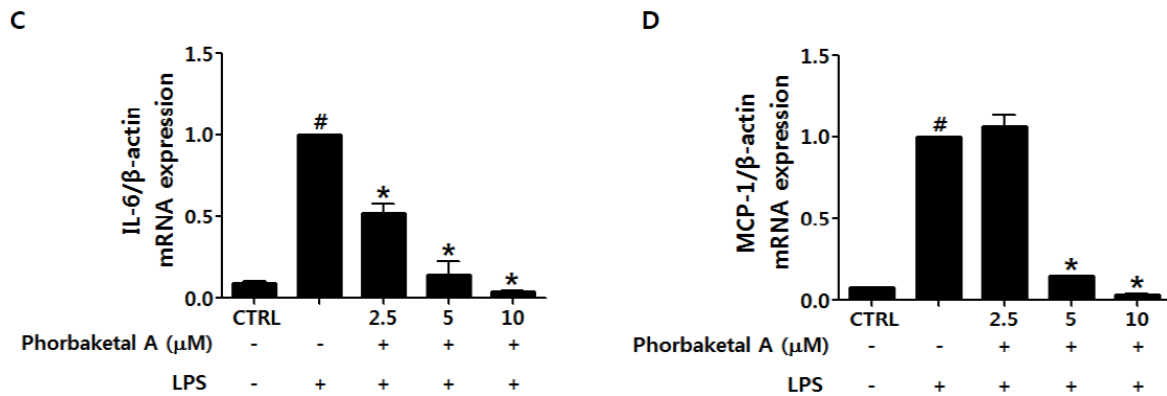 C
IL-6/β-actin
mRNA expression
1.5
1.0
0.5
0.0
#
*
*
*
CTRL 2.5 5 10
Phorbaketal A (μM) - - + + +
LPS - + + + +
D
MCP-1/β-actin
mRNA expression
1.5
1.0
0.5
0.0
#
*
*
CTRL 2.5 5 10
Phorbaketal A (μM) - - + + +
LPS - + + + +